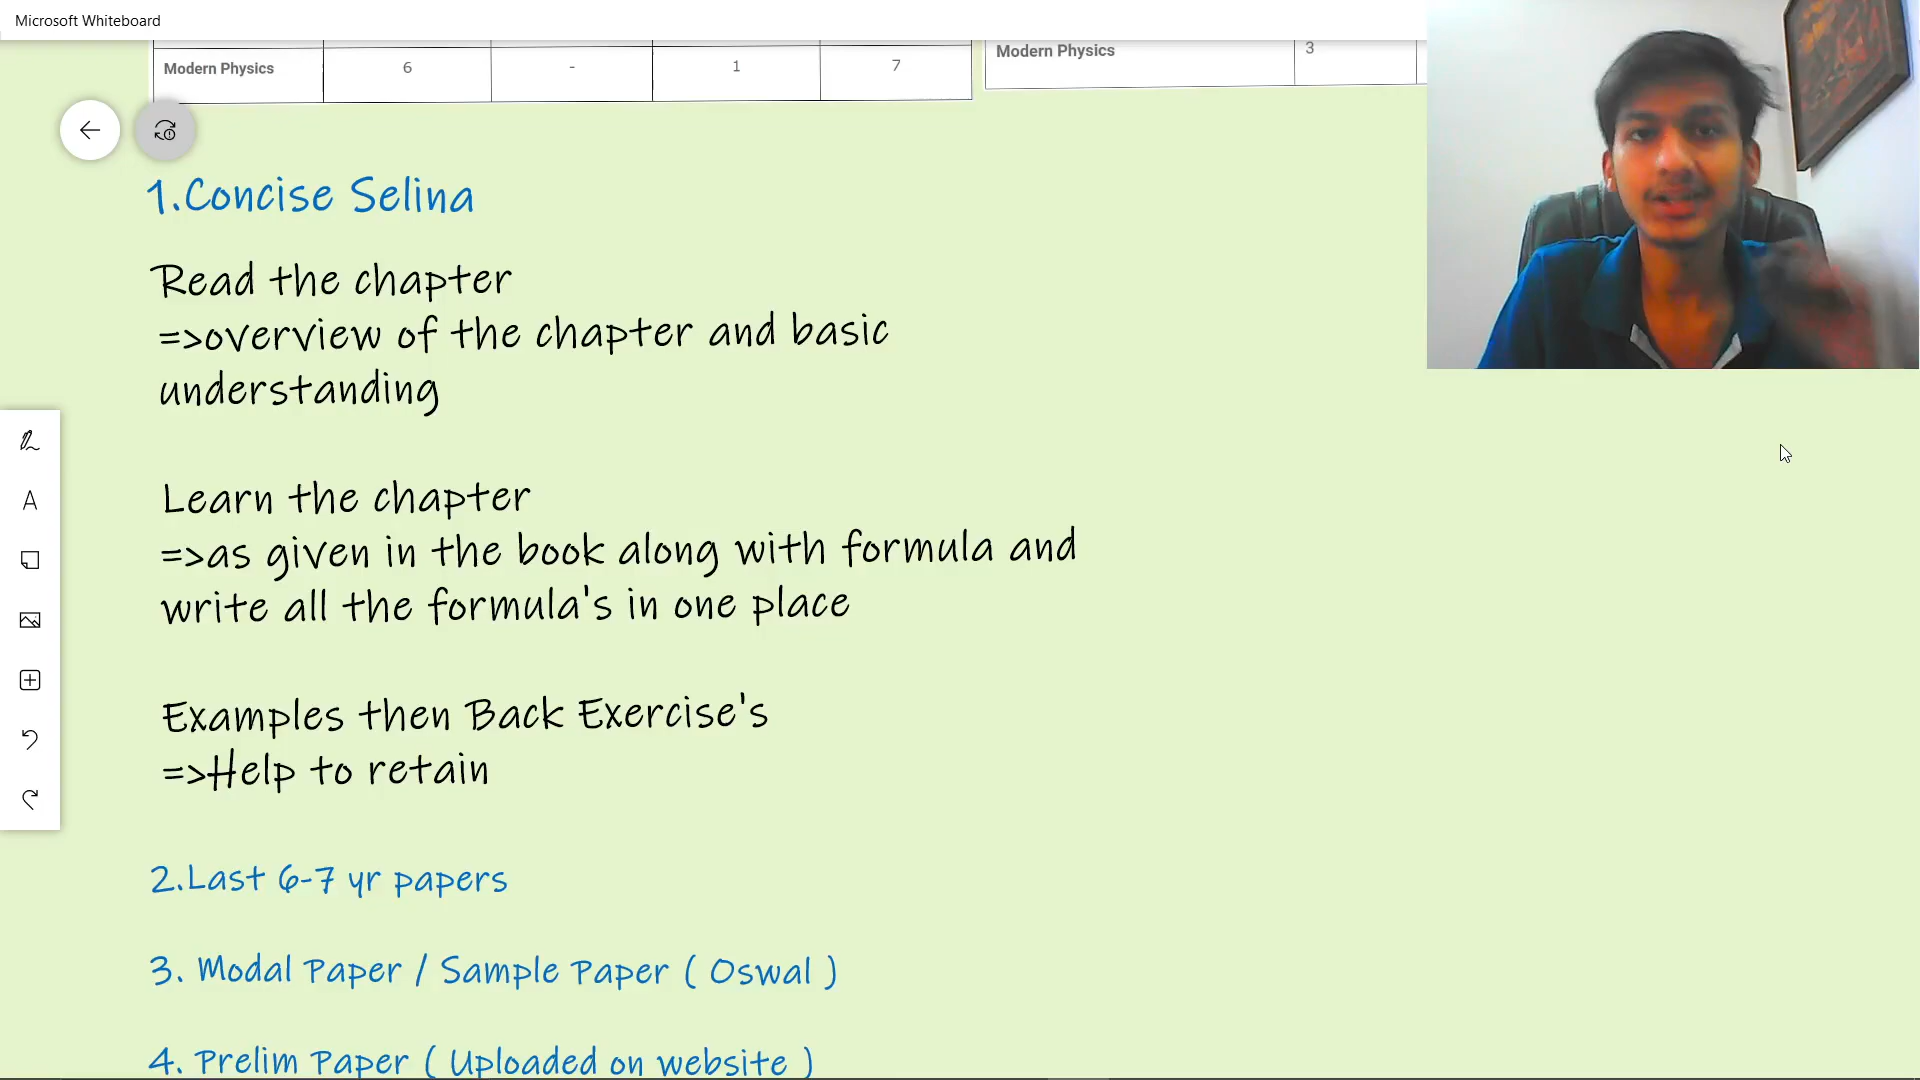 Microsoft Whiteboard
Modern Physics 6 - 1 7
Modern Physics 3
1.Concise Selina
Read the chapter
=>overview of the chapter and basic
understanding
Learn the chapter
=>as given in the book along with formula and
write all the formula's in one place
Examples then Back Exercise's
=>Help to retain
2.Last 6-7 yr papers
3. Modal Paper / Sample Paper ( Oswal )
4. Prelim Paper ( Uploaded on website )